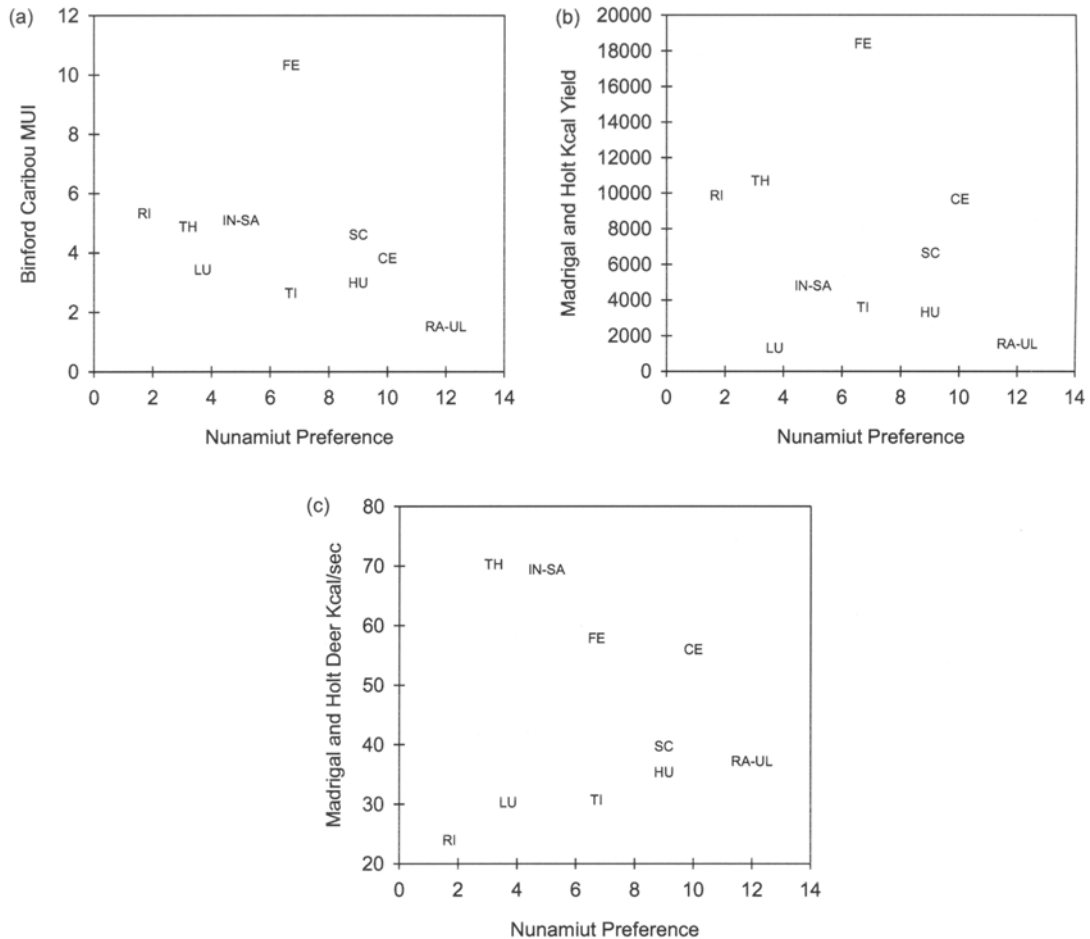 (a)
Binford Caribou MUI
12
10
8
6
4
2
0
FE
RI
TH
IN-SA
LU
TI
SC
CE
HU
RA-UL
0 2 4 6 8 10 12 14
Nunamiut Preference
(b)
Madrigal and Holt Kcal Yield
20000
18000
16000
14000
12000
10000
8000
6000
4000
2000
0
FE
TH
RI
CE
SC
IN-SA
TI
HU
LU
RA-UL
0 2 4 6 8 10 12 14
Nunamiut Preference
(c)
Madrigal and Holt Deer Kcal/sec
80
70
60
50
40
30
20
TH
IN-SA
FE
CE
SC
HU
RA-UL
LU
TI
RI
0 2 4 6 8 10 12 14
Nunamiut Preference